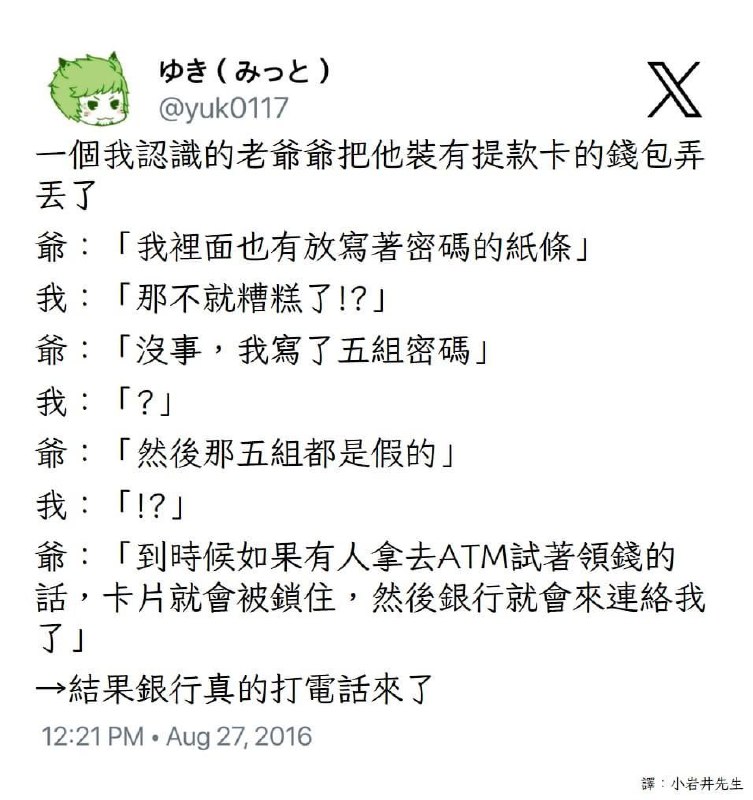 ゆき(みっと)
@yuk0117
一個我認識的老爺爺把他裝有提款卡的錢包弄
丟了
爺：「我裡面也有放寫著密碼的紙條」
我：「那不就糟糕了!?」
爺：「沒事，我寫了五組密碼」
我：「?」
爺：「然後那五組都是假的」
我：「!?」
爺：「到時候如果有人拿去ATM試著領錢的
話，卡片就會被鎖住，然後銀行就會來連絡我
了」
→結果銀行真的打電話來了
12:21 PM • Aug 27, 2016
譯：小岩井先生